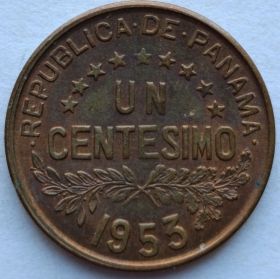 ·REPUBLICA·DE·PANAMA·
UN
CENTESIMO
1953